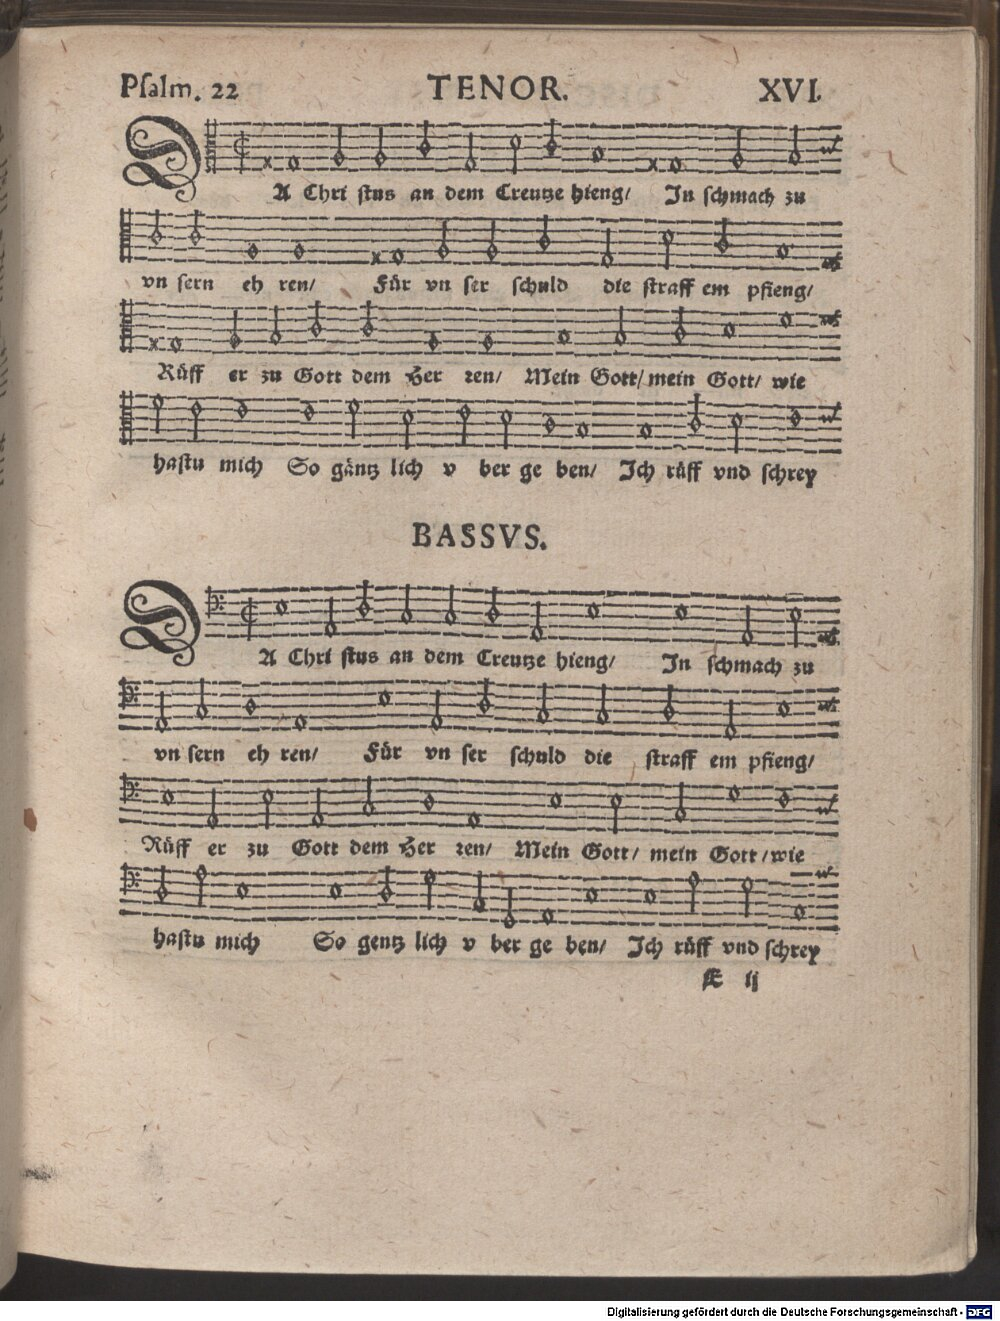 Psalm. 22 TENOR. XVI.
DA Chri stus an dem Creutze hieng/ In schmach zu
vn sern eh ren/ Für vn ser schuld die straff em pfieng/
Rüff er zu Gott dem Her ren/ Mein Gott/ mein Gott/ wie
hastu mich So gäntz lich v ber ge ben/ Ich rüff vnd schrey
BASSVS.
DA Chri stus an dem Creutze hieng/ In schmach zu
vn sern eh ren/ Für vn ser schuld die straff em pfieng/
Rüff er zu Gott dem Her ren/ Mein Gott/ mein Gott/ wie
hastu mich So gentz lich v ber ge ben/ Ich rüff vnd schrey
E ij
Digitalisierung gefördert durch die Deutsche Forschungsgemeinschaft - DFG